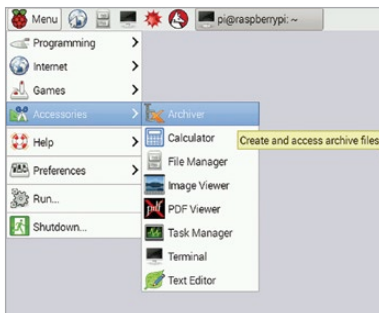 Menu pi@raspberrypi: ~
Programming
Internet
Games
Accessories
Help
Preferences
Run...
Shutdown...
Archiver
Create and access archive files
Calculator
File Manager
Image Viewer
pdf PDF Viewer
Task Manager
Terminal
Text Editor